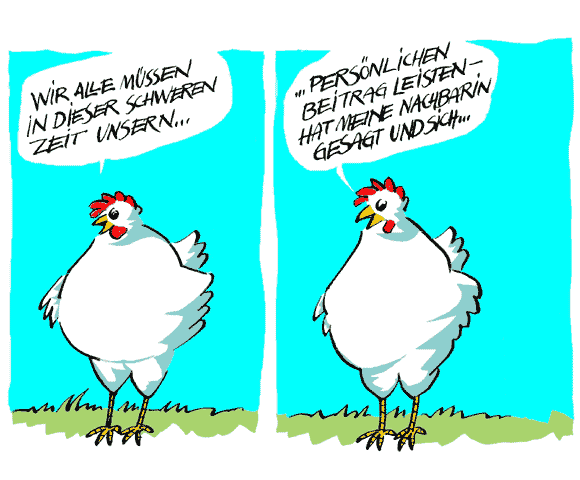 WIR ALLE MÜSSEN
IN DIESER SCHWEREN
ZEIT UNSERN...
...PERSÖNLICHEN
BEITRAG LEISTEN–
HAT MEINE NACHBARIN
GESAGT UND SICH...